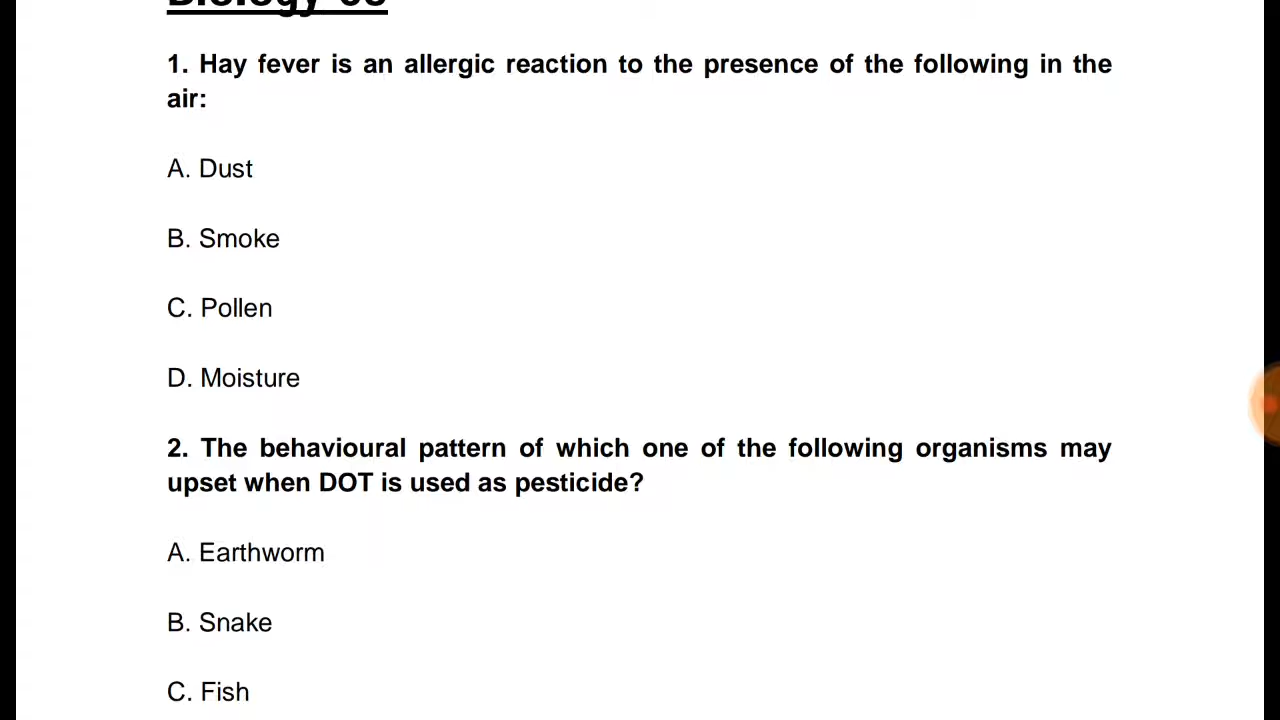 1. Hay fever is an allergic reaction to the presence of the following in the
air:
A. Dust
B. Smoke
C. Pollen
D. Moisture
2. The behavioural pattern of which one of the following organisms may
upset when DOT is used as pesticide?
A. Earthworm
B. Snake
C. Fish